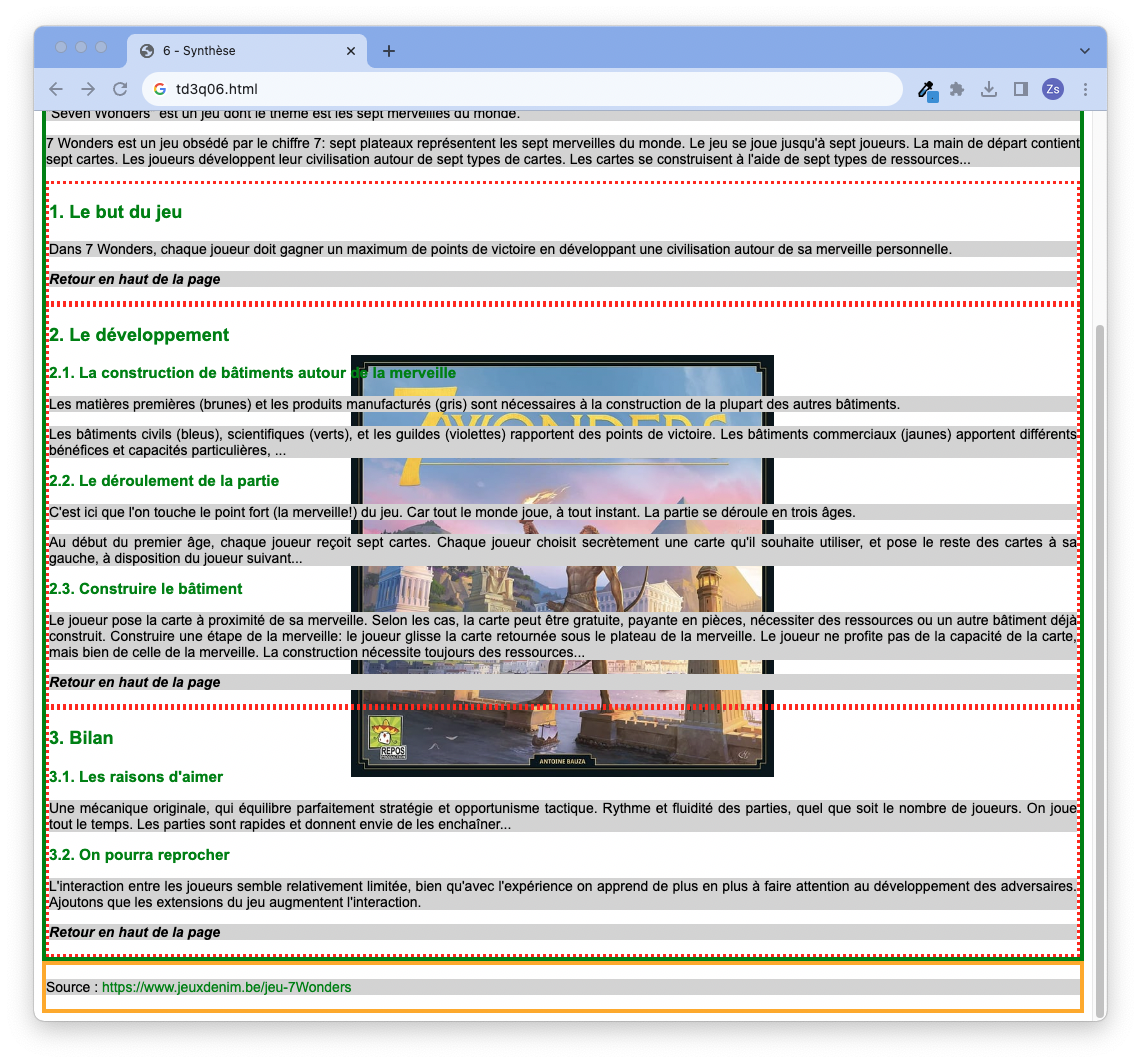 6 - Synthèse
td3q06.html
Zs
"Seven Wonders" est un jeu dont le thème est les sept merveilles du monde.
7 Wonders est un jeu obsédé par le chiffre 7: sept plateaux représentent les sept merveilles du monde. Le jeu se joue jusqu'à sept joueurs. La main de départ contient
sept cartes. Les joueurs développent leur civilisation autour de sept types de cartes. Les cartes se construisent à l'aide de sept types de ressources...
1. Le but du jeu
Dans 7 Wonders, chaque joueur doit gagner un maximum de points de victoire en développant une civilisation autour de sa merveille personnelle.
Retour en haut de la page
2. Le développement
2.1. La construction de bâtiments autour de la merveille
Les matières premières (brunes) et les produits manufacturés (gris) sont nécessaires à la construction de la plupart des autres bâtiments.
7 WONDERS
Les bâtiments civils (bleus), scientifiques (verts), et les guildes (violettes) rapportent des points de victoire. Les bâtiments commerciaux (jaunes) apportent différents
bénéfices et capacités particulières, ...
2.2. Le déroulement de la partie
C'est ici que l'on touche le point fort (la merveille!) du jeu. Car tout le monde joue, à tout instant. La partie se déroule en trois âges.
Au début du premier âge, chaque joueur reçoit sept cartes. Chaque joueur choisit secrètement une carte qu'il souhaite utiliser, et pose le reste des cartes à sa
gauche, à disposition du joueur suivant...
2.3. Construire le bâtiment
Le joueur pose la carte à proximité de sa merveille. Selon les cas, la carte peut être gratuite, payante en pièces, nécessiter des ressources ou un autre bâtiment déjà
construit. Construire une étape de la merveille: le joueur glisse la carte retournée sous le plateau de la merveille. Le joueur ne profite pas de la capacité de la carte,
mais bien de celle de la merveille. La construction nécessite toujours des ressources...
Retour en haut de la page
3. Bilan
REPOS
PRODUCTION
ANTOINE BAUZA
3.1. Les raisons d'aimer
Une mécanique originale, qui équilibre parfaitement stratégie et opportunisme tactique. Rythme et fluidité des parties, quel que soit le nombre de joueurs. On joue
tout le temps. Les parties sont rapides et donnent envie de les enchaîner...
3.2. On pourra reprocher
L'interaction entre les joueurs semble relativement limitée, bien qu'avec l'expérience on apprend de plus en plus à faire attention au développement des adversaires.
Ajoutons que les extensions du jeu augmentent l'interaction.
Retour en haut de la page
Source : https://www.jeuxdenim.be/jeu-7Wonders